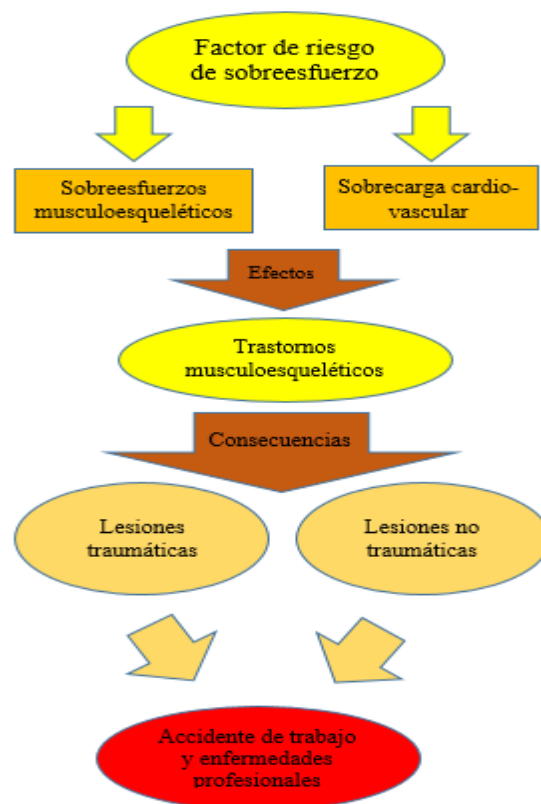 Factor de riesgo
de sobreesfuerzo
Sobreesfuerzos
musculoesqueléticos
Sobrecarga cardio-
vascular
Efectos
Trastornos
musculoesqueléticos
Consecuencias
Lesiones
traumáticas
Lesiones no
traumáticas
Accidente de trabajo
y enfermedades
profesionales